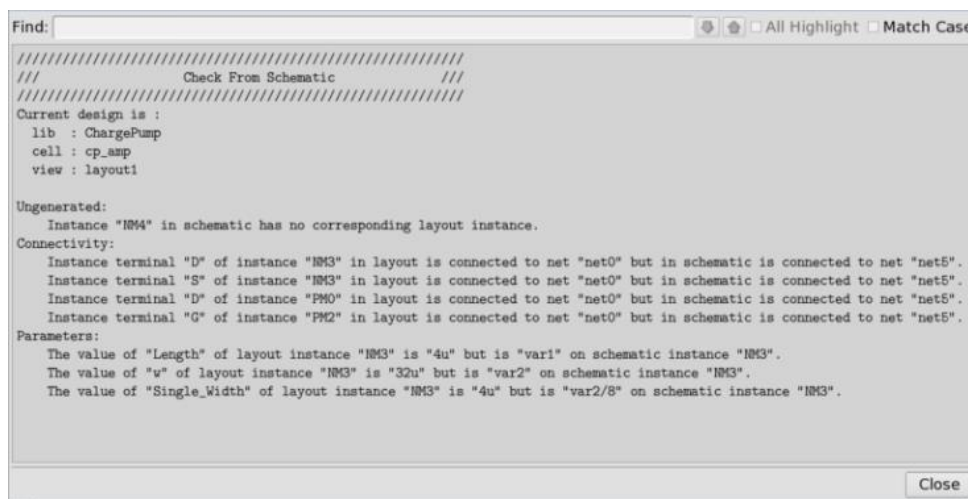 Find: All Highlight Match Case
////////////////////////////////////////////////////////////
/// Check From Schematic ///
////////////////////////////////////////////////////////////
Current design is :
lib : ChargePump
cell : cp_amp
view : layout1
Ungenerated:
Instance "NM4" in schematic has no corresponding layout instance.
Connectivity:
Instance terminal "D" of instance "NM3" in layout is connected to net "net0" but in schematic is connected to net "net5".
Instance terminal "S" of instance "NM3" in layout is connected to net "net0" but in schematic is connected to net "net5".
Instance terminal "D" of instance "PM0" in layout is connected to net "net0" but in schematic is connected to net "net5".
Instance terminal "G" of instance "PM2" in layout is connected to net "net0" but in schematic is connected to net "net5".
Parameters:
The value of "Length" of layout instance "NM3" is "4u" but is "var1" on schematic instance "NM3".
The value of "w" of layout instance "NM3" is "32u" but is "var2" on schematic instance "NM3".
The value of "Single_Width" of layout instance "NM3" is "4u" but is "var2/8" on schematic instance "NM3".
Close